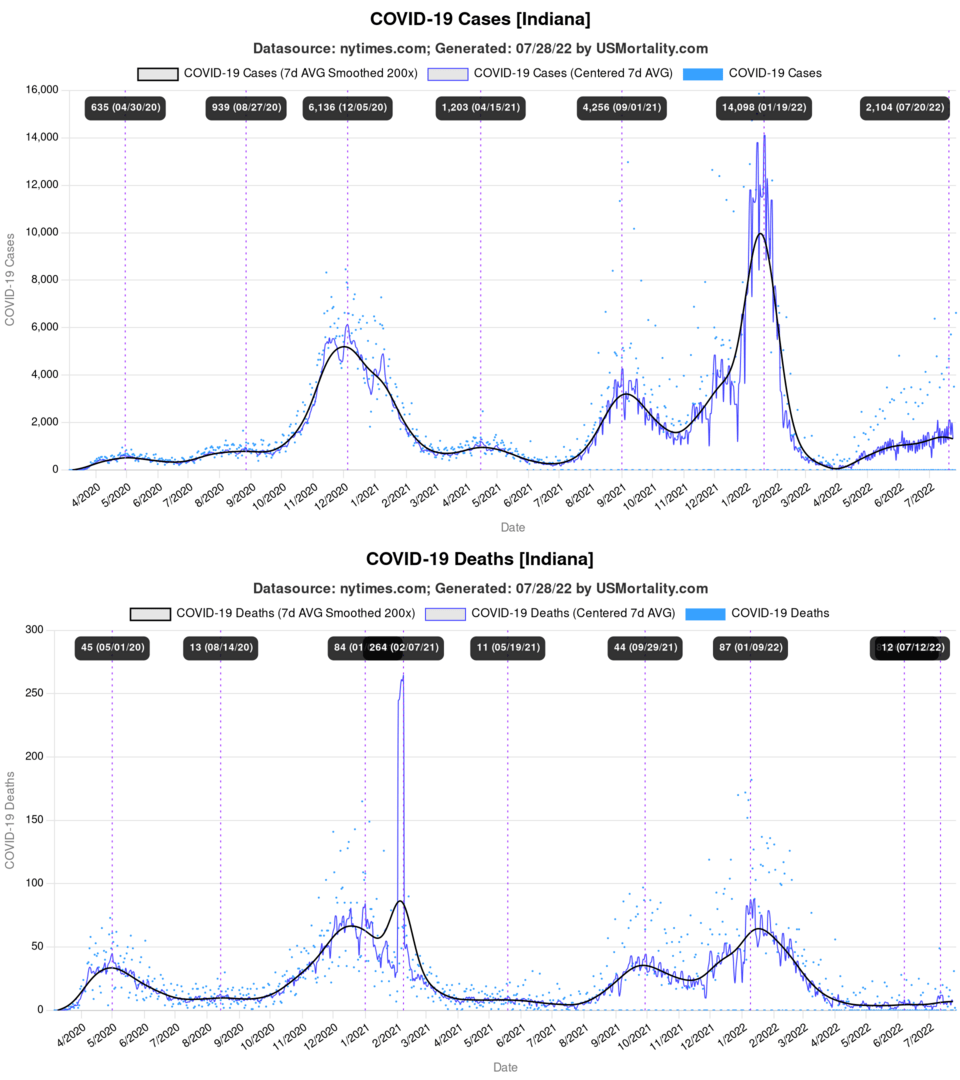 COVID-19 Cases [Indiana]
Datasource: nytimes.com; Generated: 07/28/22 by USMortality.com
COVID-19 Cases (7d AVG Smoothed 200x) COVID-19 Cases (Centered 7d AVG) COVID-19 Cases
16,000
635 (04/30/20) 939 (08/27/20) 6,136 (12/05/20) 1,203 (04/15/21) 4,256 (09/01/21) 14,098 (01/19/22) 2,104 (07/20/22)
14,000
12,000
10,000
8,000
6,000
4,000
2,000
0
COVID-19 Cases
4/2020 5/2020 6/2020 7/2020 8/2020 9/2020 10/2020 11/2020 12/2020 1/2021 2/2021 3/2021 4/2021 5/2021 6/2021 7/2021 8/2021 9/2021 10/2021 11/2021 12/2021 1/2022 2/2022 3/2022 4/2022 5/2022 6/2022 7/2022
Date
COVID-19 Deaths [Indiana]
Datasource: nytimes.com; Generated: 07/28/22 by USMortality.com
COVID-19 Deaths (7d AVG Smoothed 200x) COVID-19 Deaths (Centered 7d AVG) COVID-19 Deaths
300
45 (05/01/20) 13 (08/14/20) 84 (01 264 (02/07/21) 11 (05/19/21) 44 (09/29/21) 87 (01/09/22) 12 (07/12/22)
250
200
150
100
50
0
COVID-19 Deaths
4/2020 5/2020 6/2020 7/2020 8/2020 9/2020 10/2020 11/2020 12/2020 1/2021 2/2021 3/2021 4/2021 5/2021 6/2021 7/2021 8/2021 9/2021 10/2021 11/2021 12/2021 1/2022 2/2022 3/2022 4/2022 5/2022 6/2022 7/2022
Date